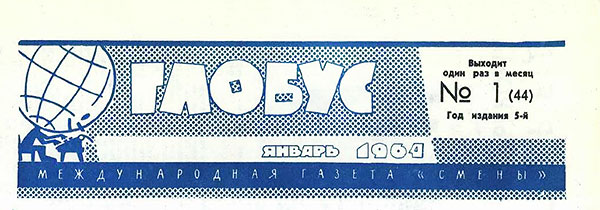 ГЛОБУС
Выходит
один раз в месяц
№ 1 (44)
Год издания 5-й
ЯНВАРЬ 1964
МЕЖДУНАРОДНАЯ ГАЗЕТА «СМЕНЫ»